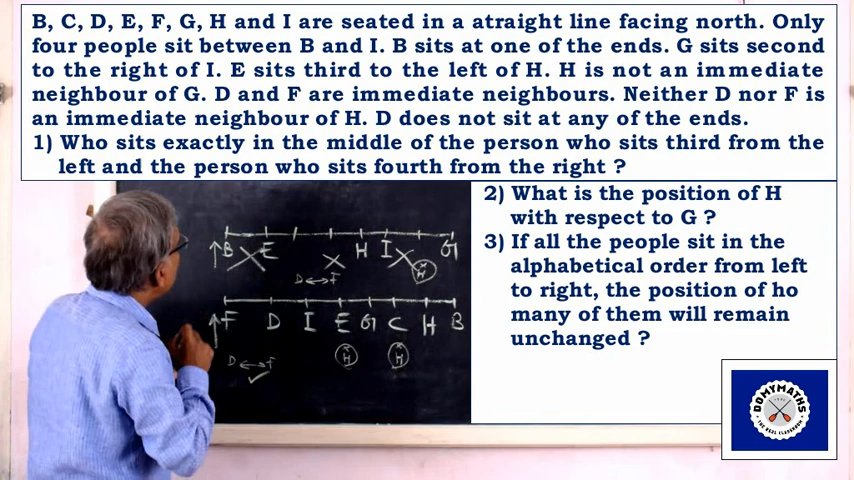 B, C, D, E, F, G, H and I are seated in a atraight line facing north. Only
four people sit between B and I. B sits at one of the ends. G sits second
to the right of I. E sits third to the left of H. H is not an immediate
neighbour of G. D and F are immediate neighbours. Neither D nor F is
an immediate neighbour of H. D does not sit at any of the ends.
1) Who sits exactly in the middle of the person who sits third from the
left and the person who sits fourth from the right ?
2) What is the position of H
with respect to G ?
3) If all the people sit in the
alphabetical order from left
to right, the position of ho
many of them will remain
unchanged ?
B E H I G
H
D F
F D I E G C H B
H H
D F
DOMYMATHS
THE REAL CLASSROOM